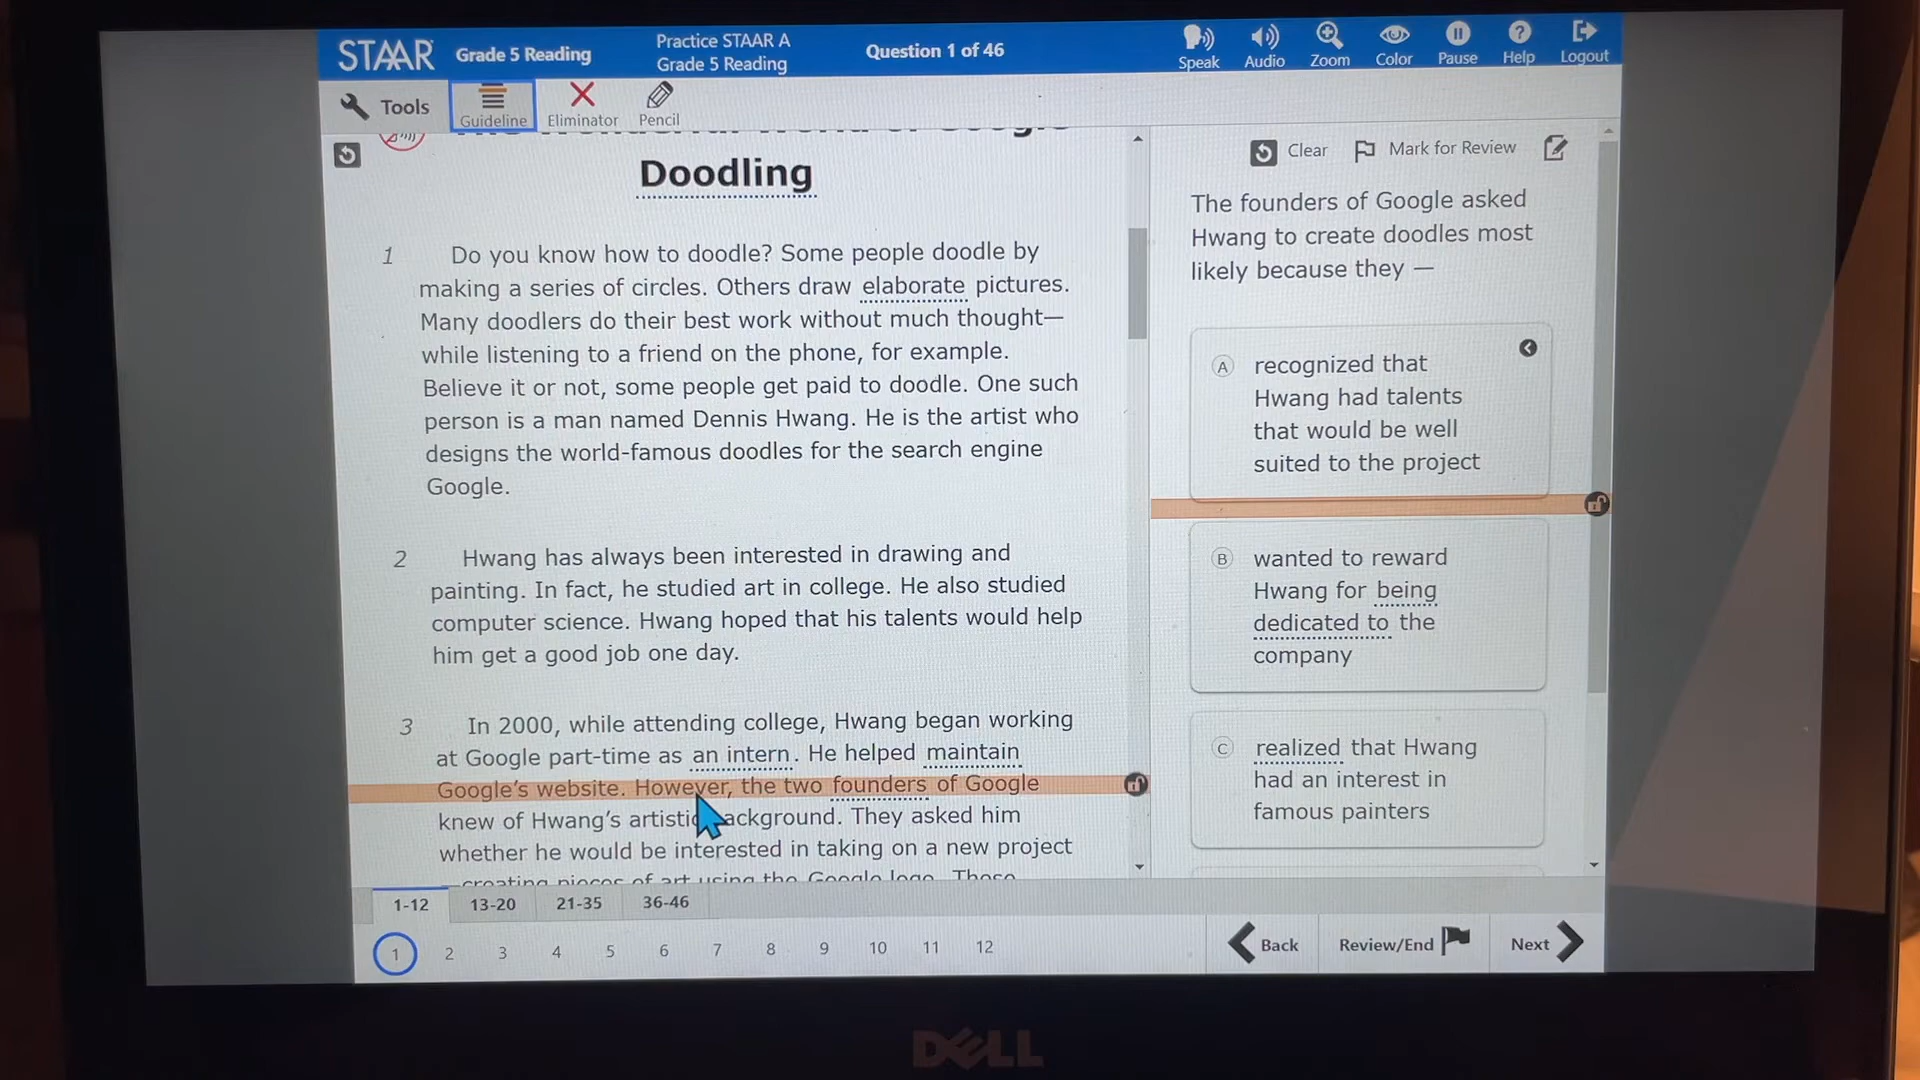 STAAR
Grade 5 Reading
Practice STAAR A
Grade 5 Reading
Question 1 of 46
Speak
Audio
Zoom
Color
Pause
Help
Logout
Tools
Guideline
Eliminator
Pencil
Doodling
1 Do you know how to doodle? Some people doodle by
making a series of circles. Others draw elaborate pictures.
Many doodlers do their best work without much thought—
while listening to a friend on the phone, for example.
Believe it or not, some people get paid to doodle. One such
person is a man named Dennis Hwang. He is the artist who
designs the world-famous doodles for the search engine
Google.
2 Hwang has always been interested in drawing and
painting. In fact, he studied art in college. He also studied
computer science. Hwang hoped that his talents would help
him get a good job one day.
3 In 2000, while attending college, Hwang began working
at Google part-time as an intern. He helped maintain
Google's website. However, the two founders of Google
knew of Hwang's artistic background. They asked him
whether he would be interested in taking on a new project
—creating pieces of art using the Google logo. These
Clear
Mark for Review
The founders of Google asked
Hwang to create doodles most
likely because they —
A recognized that
Hwang had talents
that would be well
suited to the project
B wanted to reward
Hwang for being
dedicated to the
company
C realized that Hwang
had an interest in
famous painters
1-12
13-20
21-35
36-46
1 2 3 4 5 6 7 8 9 10 11 12
Back
Review/End
Next
DELL